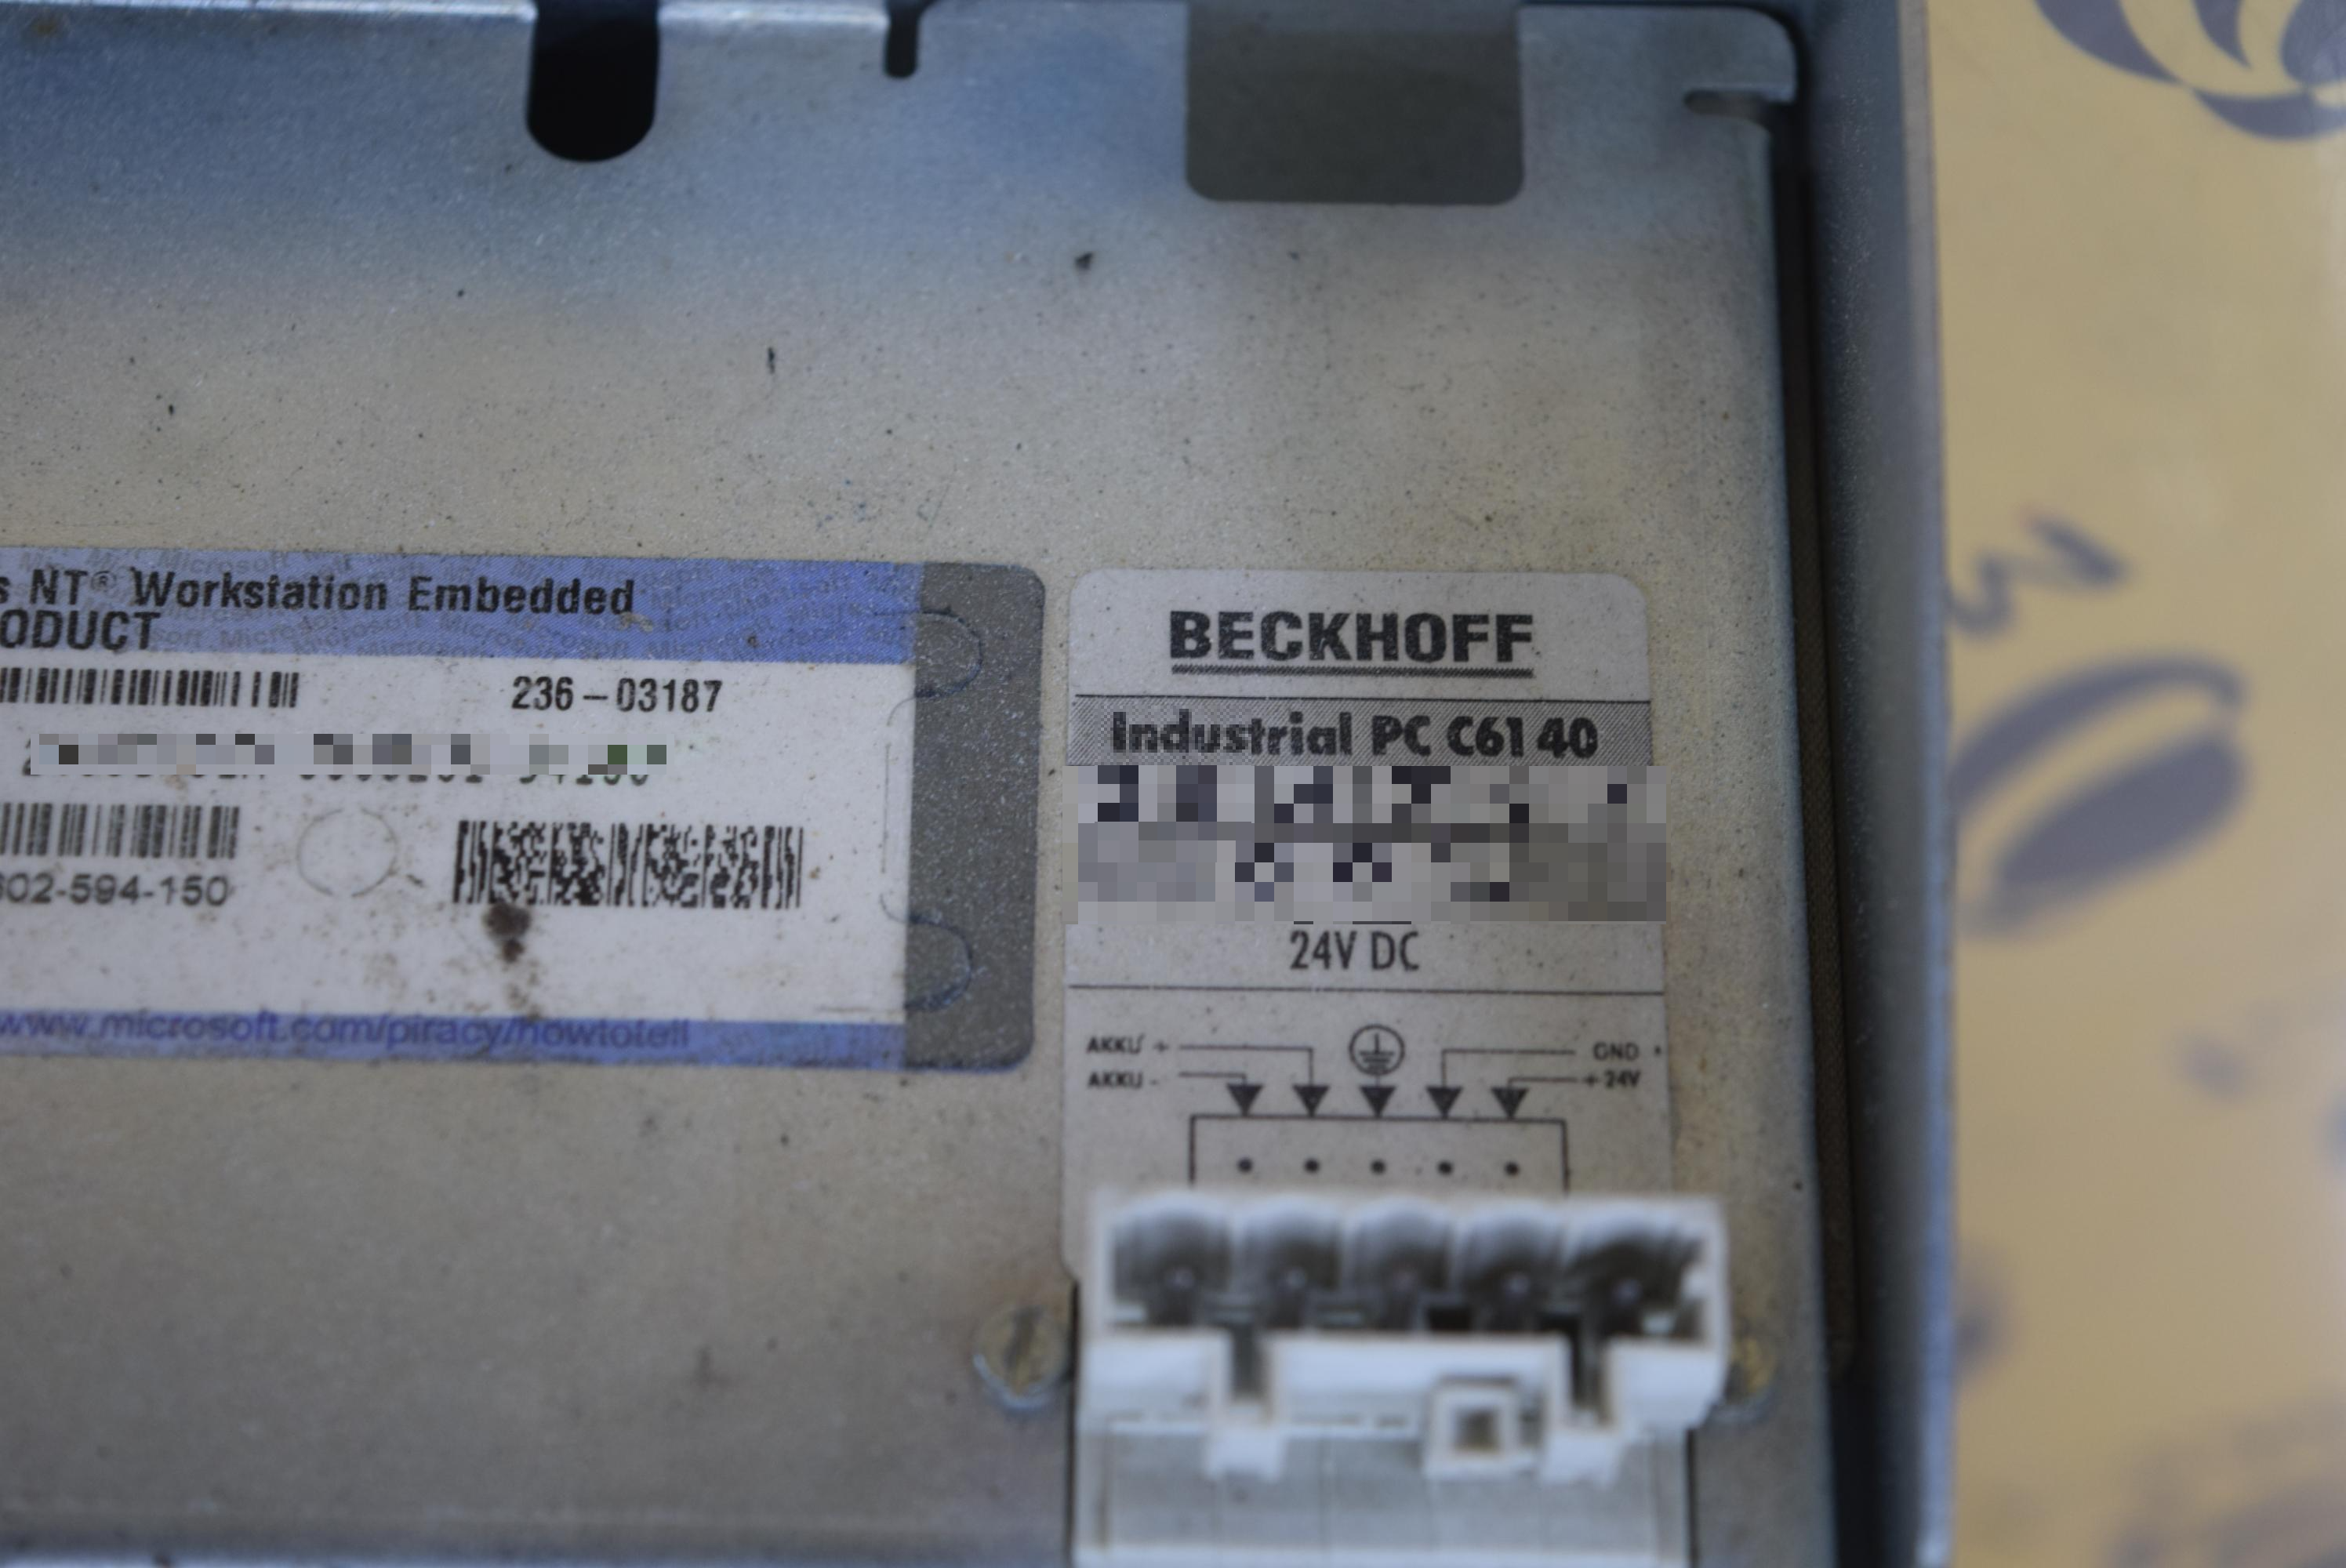 s NT® Workstation Embedded
ODUCT
236-03187
602-594-150
www.microsoft.com/piracy/howtotell
BECKHOFF
Industrial PC C6140
24V DC
AKKU +
GND
AKKU -
+24V